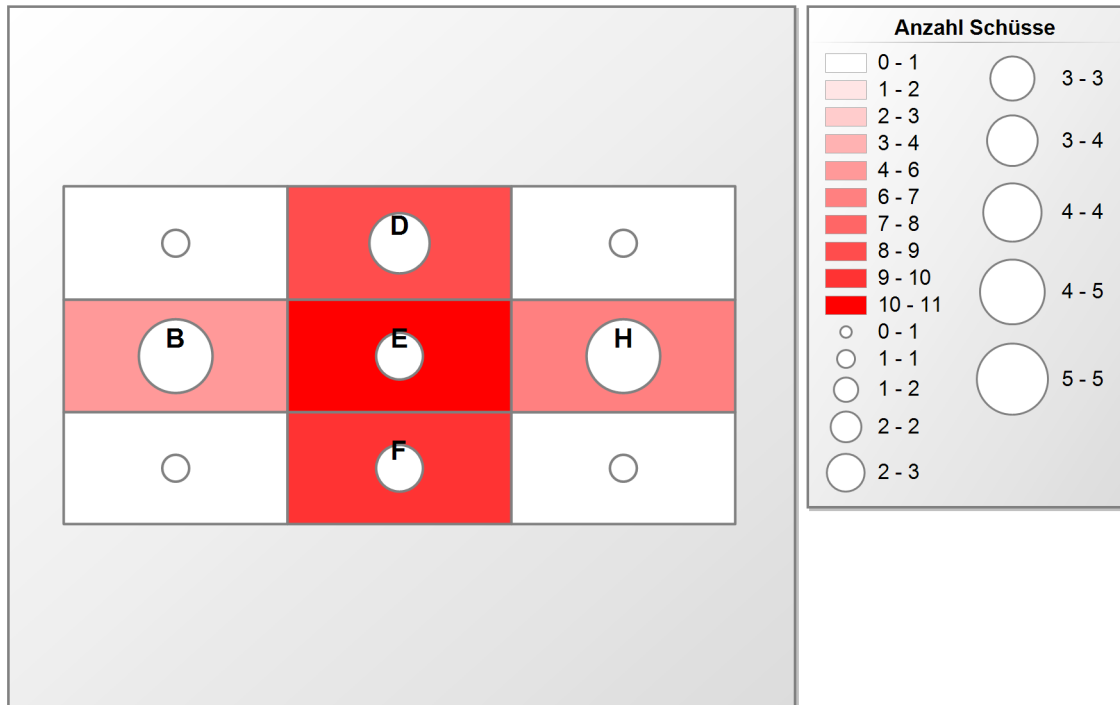 Anzahl Schüsse
0 - 1
1 - 2
2 - 3
3 - 4
4 - 6
6 - 7
7 - 8
8 - 9
9 - 10
10 - 11
0 - 1
1 - 1
1 - 2
2 - 2
2 - 3
3 - 3
3 - 4
4 - 4
4 - 5
5 - 5
D
B
E
H
F